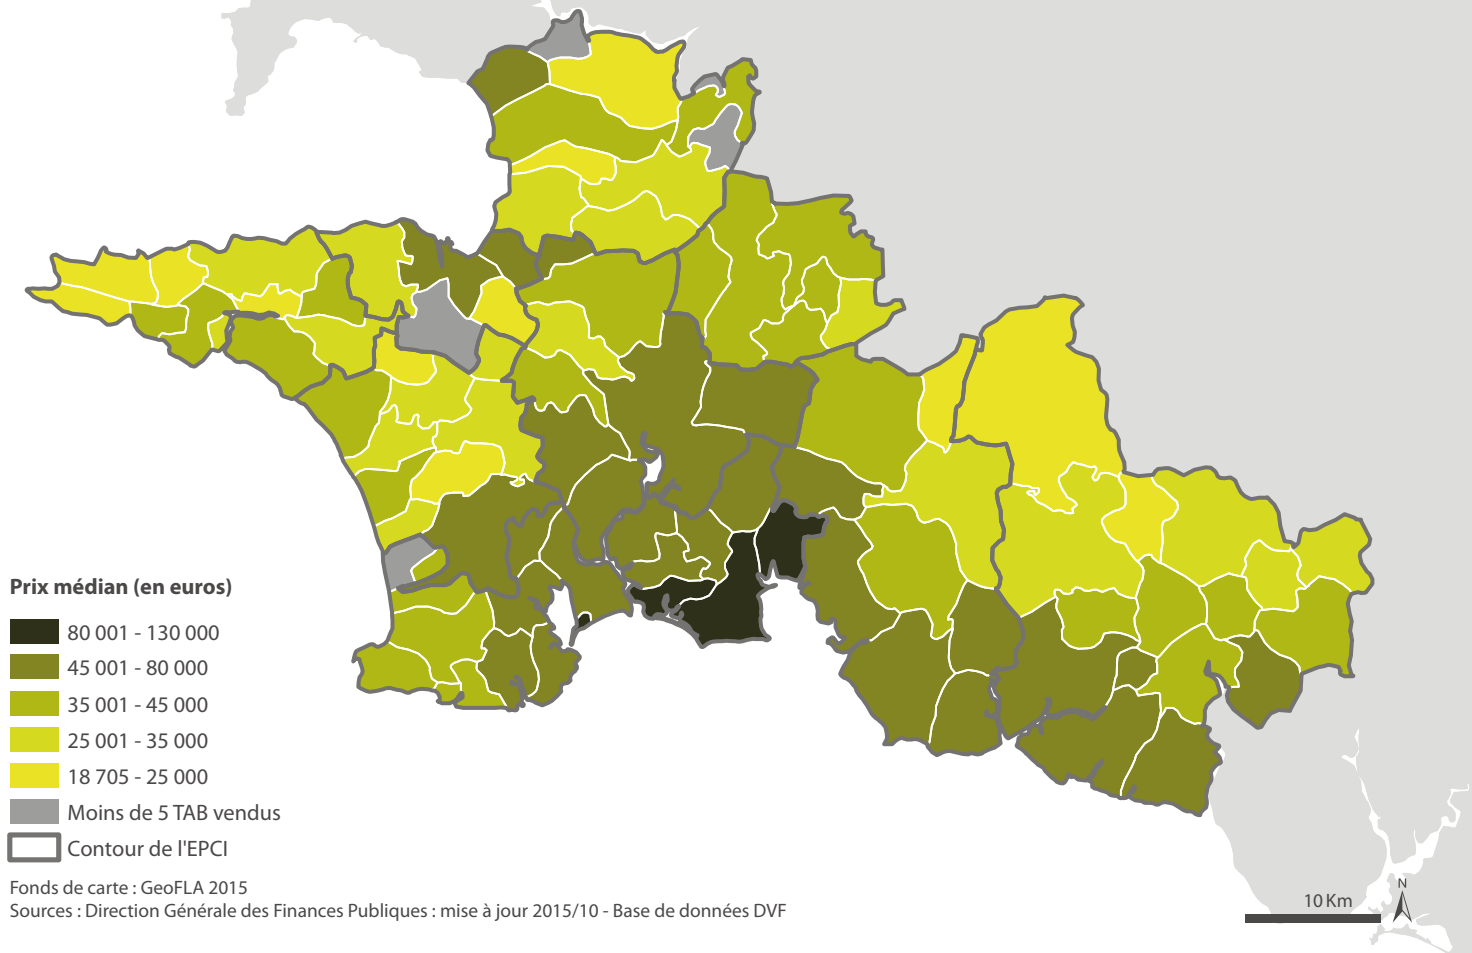 Prix médian (en euros)
80 001 - 130 000
45 001 - 80 000
35 001 - 45 000
25 001 - 35 000
18 705 - 25 000
Moins de 5 TAB vendus
Contour de l'EPCI
Fonds de carte : GeoFLA 2015
Sources : Direction Générale des Finances Publiques : mise à jour 2015/10 - Base de données DVF
10 Km
N